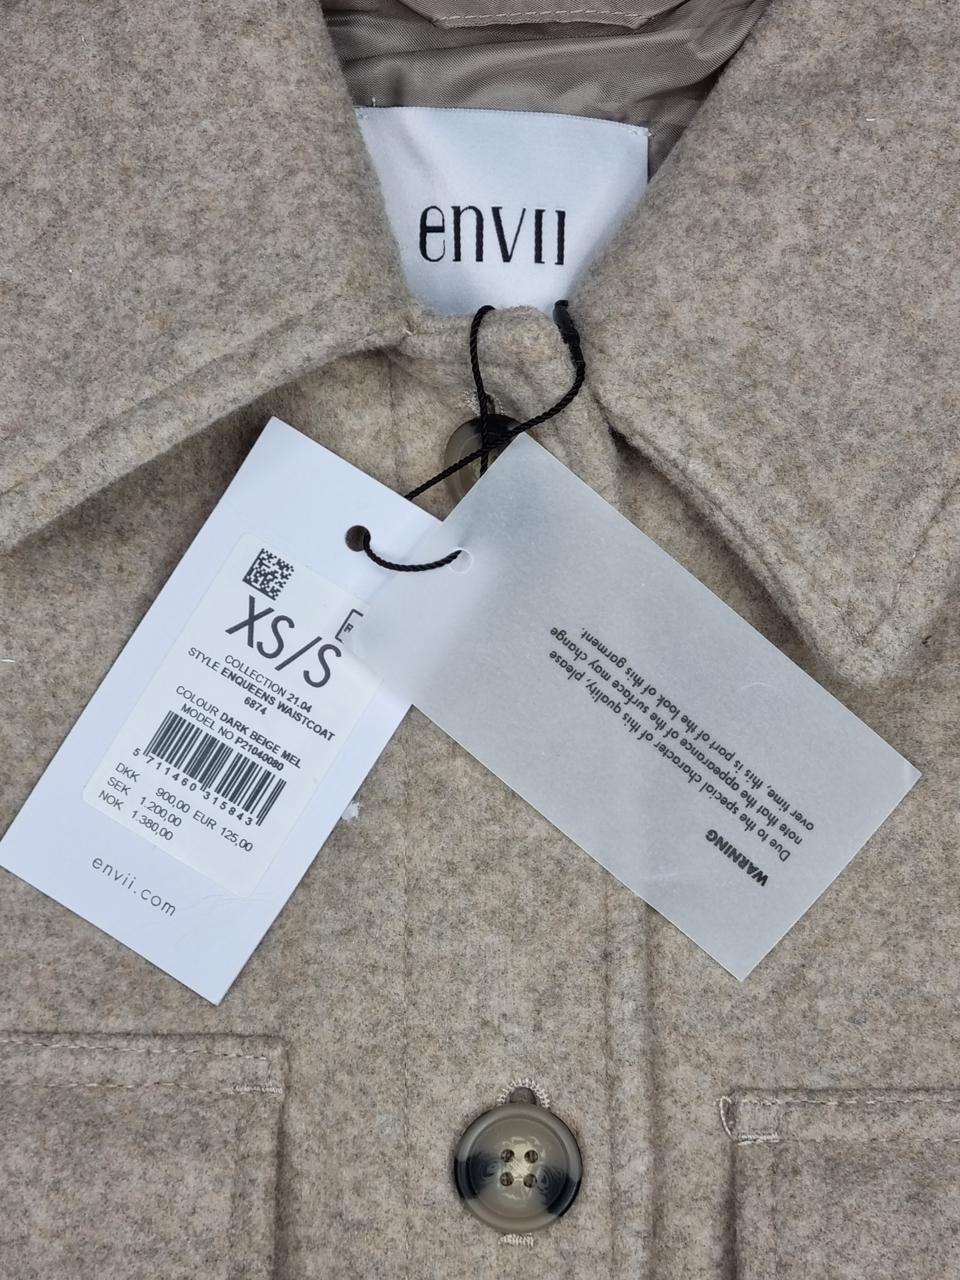 envii
XS/S
COLLECTION 21.04
STYLE ENQUEENS WAISTCOAT
6874
COLOUR DARK BEIGE MEL
MODEL NO P21040080
5 711460 315843
DKK 900,00 EUR 125,00
SEK 1.200,00
NOK 1.380,00
envii.com
WARNING
Due to the special character of this quality, please
note that the appearance of the surface may change
over time, this is part of the look of this garment.